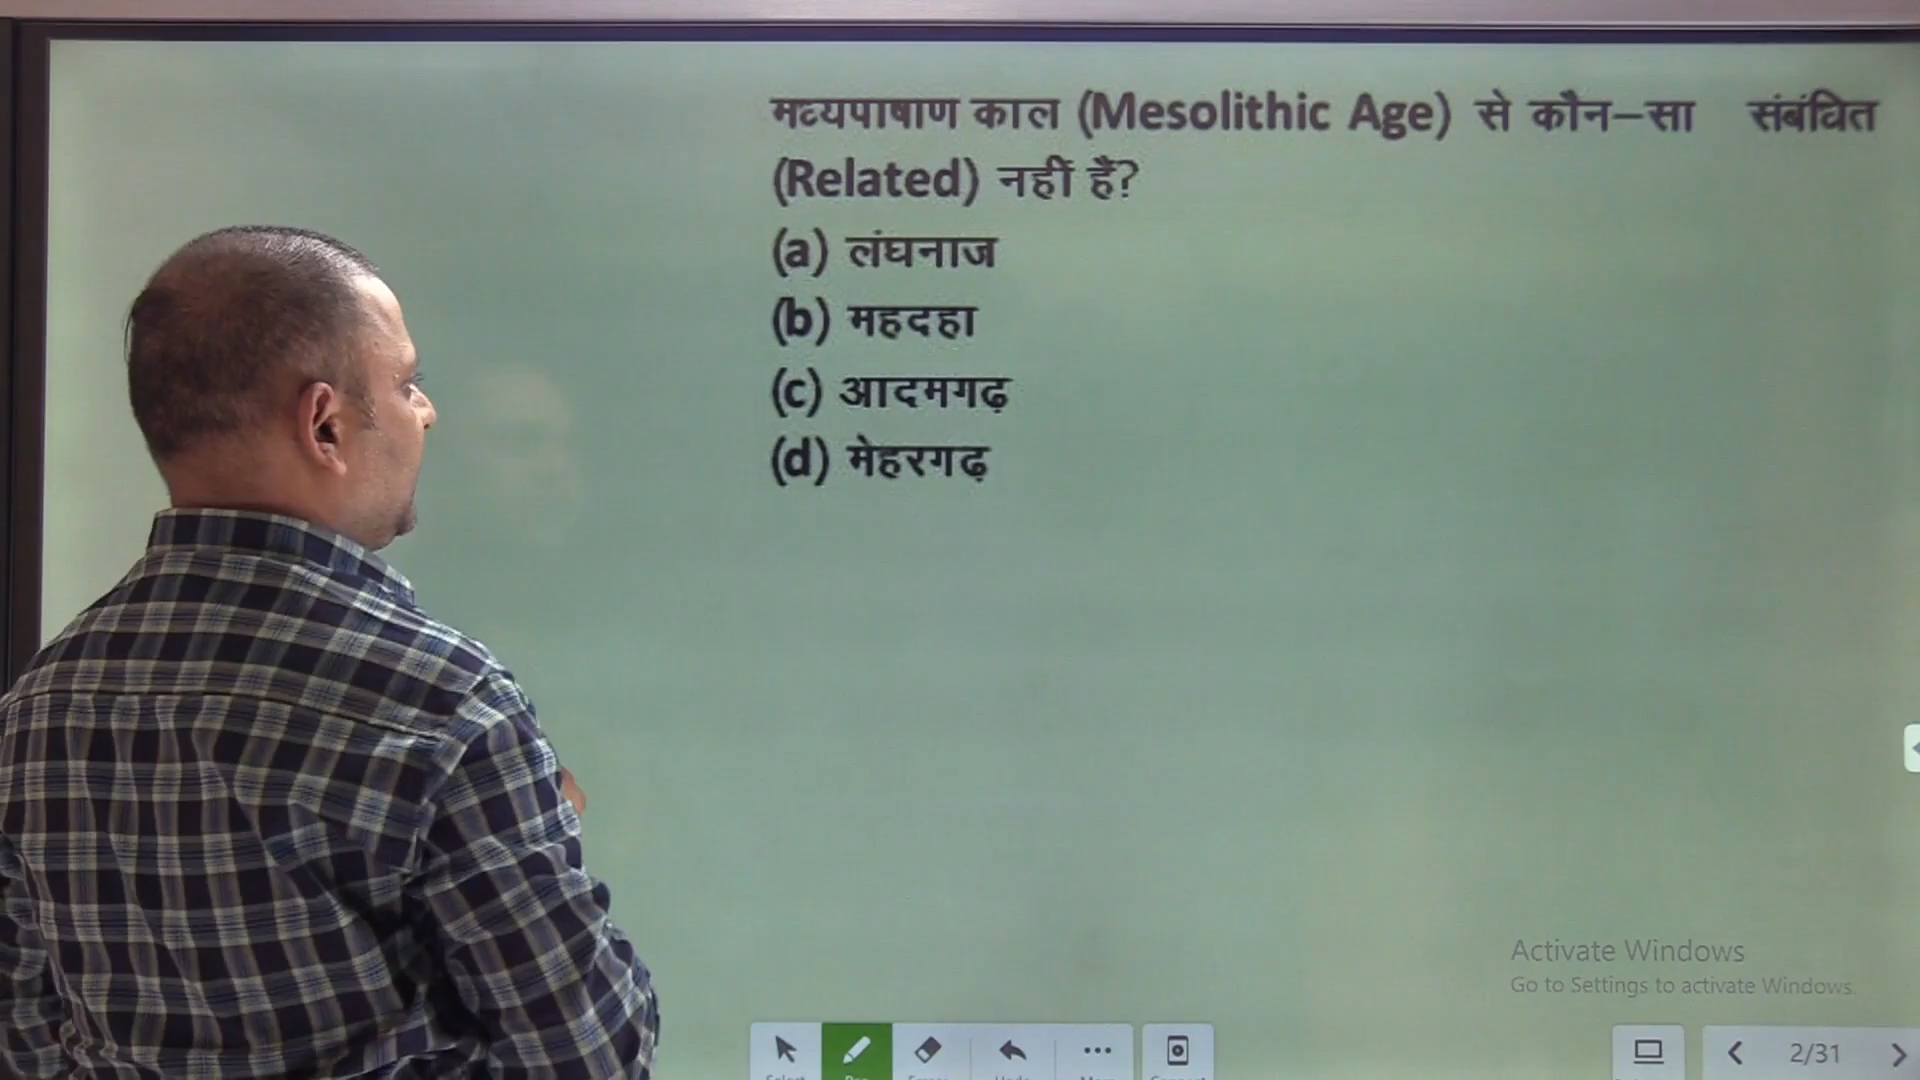 मध्यपाषाण काल (Mesolithic Age) से कौन–सा संबंधित
(Related) नहीं है?
(a) लंघनाज
(b) महदहा
(c) आदमगढ़
(d) मेहरगढ़
Activate Windows
Go to Settings to activate Windows.
2/31